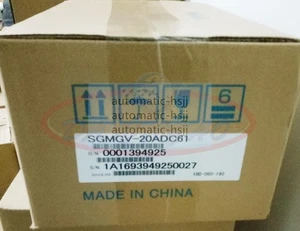 6
automatic-hsjj
automatic-hsjj
automatic-hsjj
SGMGV-20ADC61
O/N 0001394925
S/N 1A1693949250027
MADE IN CHINA